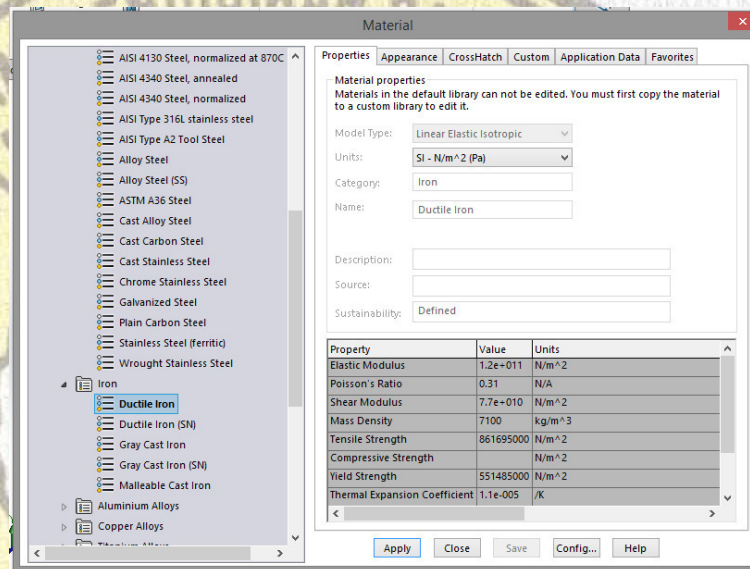 Material
AISI 4130 Steel, normalized at 870C
AISI 4340 Steel, annealed
AISI 4340 Steel, normalized
AISI Type 316L stainless steel
AISI Type A2 Tool Steel
Alloy Steel
Alloy Steel (SS)
ASTM A36 Steel
Cast Alloy Steel
Cast Carbon Steel
Cast Stainless Steel
Chrome Stainless Steel
Galvanized Steel
Plain Carbon Steel
Stainless Steel (ferritic)
Wrought Stainless Steel
Iron
Ductile Iron
Ductile Iron (SN)
Gray Cast Iron
Gray Cast Iron (SN)
Malleable Cast Iron
Aluminium Alloys
Copper Alloys
Properties Appearance CrossHatch Custom Application Data Favorites
Material properties
Materials in the default library can not be edited. You must first copy the material
to a custom library to edit it.
Model Type: Linear Elastic Isotropic
Units: SI - N/m^2 (Pa)
Category: Iron
Name: Ductile Iron
Description:
Source:
Sustainability: Defined
Property Value Units
Elastic Modulus 1.2e+011 N/m^2
Poisson's Ratio 0.31 N/A
Shear Modulus 7.7e+010 N/m^2
Mass Density 7100 kg/m^3
Tensile Strength 861695000 N/m^2
Compressive Strength N/m^2
Yield Strength 551485000 N/m^2
Thermal Expansion Coefficient 1.1e-005 /K
Apply Close Save Config... Help